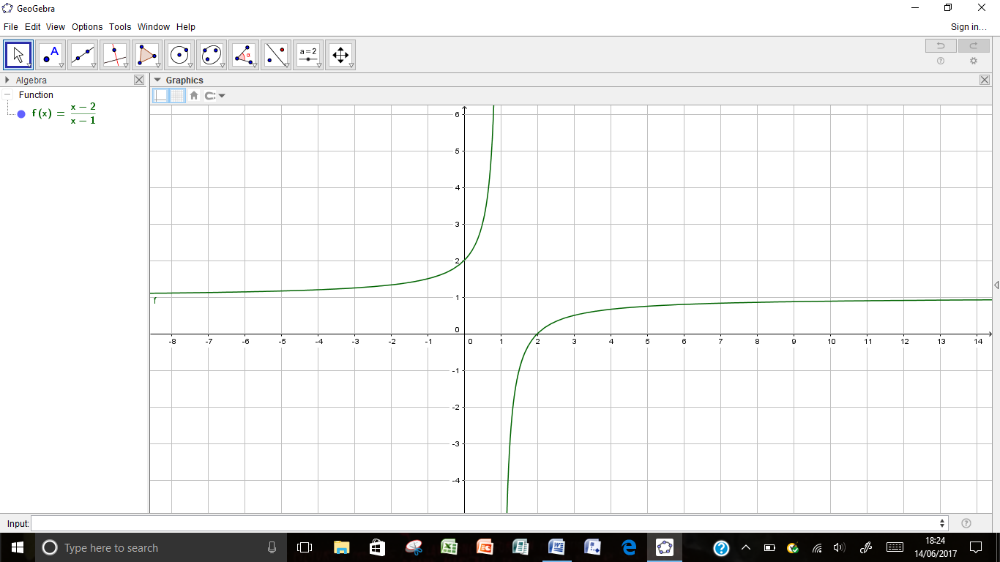 GeoGebra
File Edit View Options Tools Window Help Sign in...
A α a = 2
Algebra
Graphics
Function
f (x) = x – 2
x – 1
6
5
4
3
2
1
0
-8 -7 -6 -5 -4 -3 -2 -1 0 1 2 3 4 5 6 7 8 9 10 11 12 13 14
-1
-2
-3
-4
f
Input:
Type here to search
18:24
14/06/2017